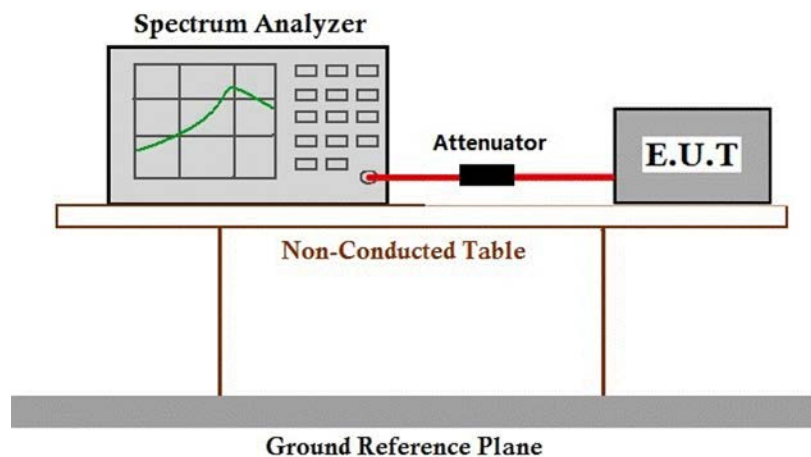 Spectrum Analyzer
Attenuator
E.U.T
Non-Conducted Table
Ground Reference Plane